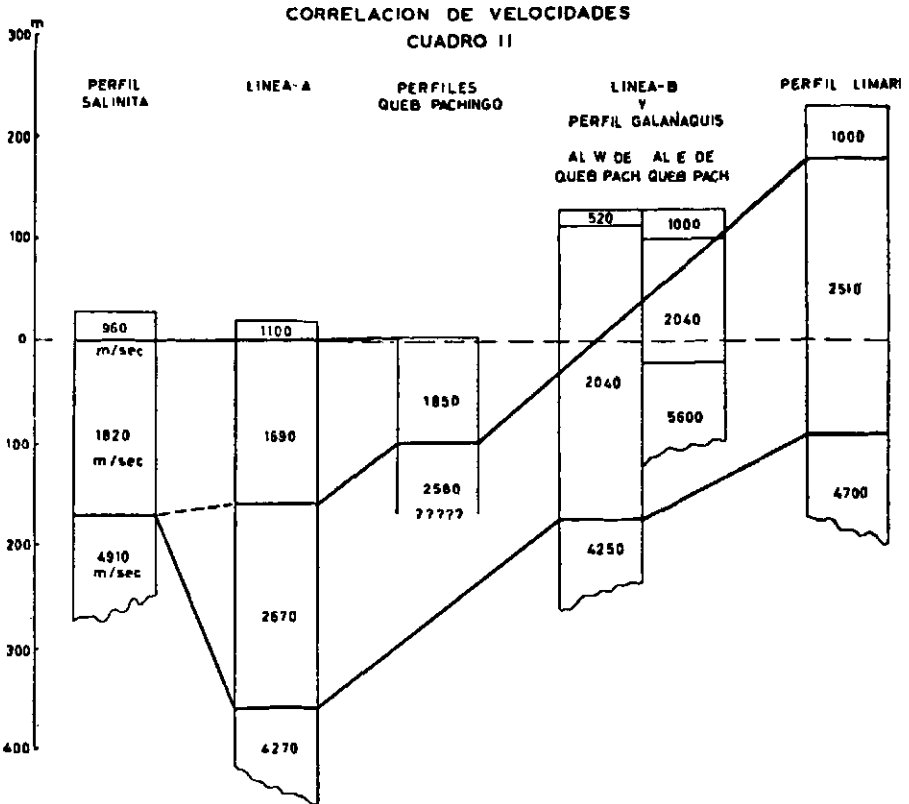 CORRELACION DE VELOCIDADES
CUADRO II
m
300
200
100
0
100
200
300
400
PERFIL
SALINITA
960
m/sec
1820
m/sec
4910
m/sec
LINEA-A
1100
1690
2670
4270
PERFILES
QUEB PACHINGO
1850
2560
?????
LINEA-B
Y
PERFIL GALAÑAQUIS
AL W DE
QUEB PACH
520
2040
4250
AL E DE
QUEB PACH
1000
2040
5600
PERFIL LIMARI
1000
2510
4700